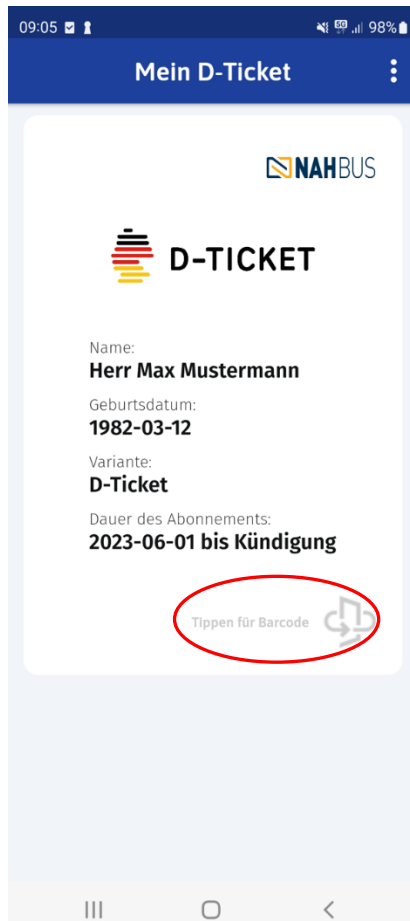 09:05 5G 98%
Mein D-Ticket
NAHBUS
D-TICKET
Name:
Herr Max Mustermann
Geburtsdatum:
1982-03-12
Variante:
D-Ticket
Dauer des Abonnements:
2023-06-01 bis Kündigung
Tippen für Barcode